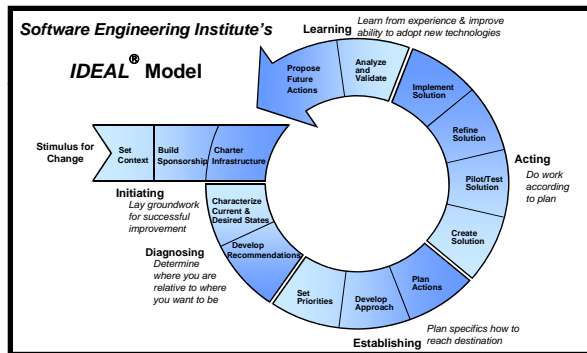 Software Engineering Institute's
IDEAL® Model
Learning
Learn from experience & improve
ability to adopt new technologies
Propose
Future
Actions
Analyze
and
Validate
Implement
Solution
Refine
Solution
Pilot/Test
Solution
Create
Solution
Acting
Do work
according
to plan
Stimulus for
Change
Set
Context
Build
Sponsorship
Charter
Infrastructure
Initiating
Lay groundwork
for successful
improvement
Characterize
Current &
Desired States
Develop
Recommendations
Diagnosing
Determine
where you are
relative to where
you want to be
Set
Priorities
Develop
Approach
Plan
Actions
Establishing
Plan specifics how to
reach destination